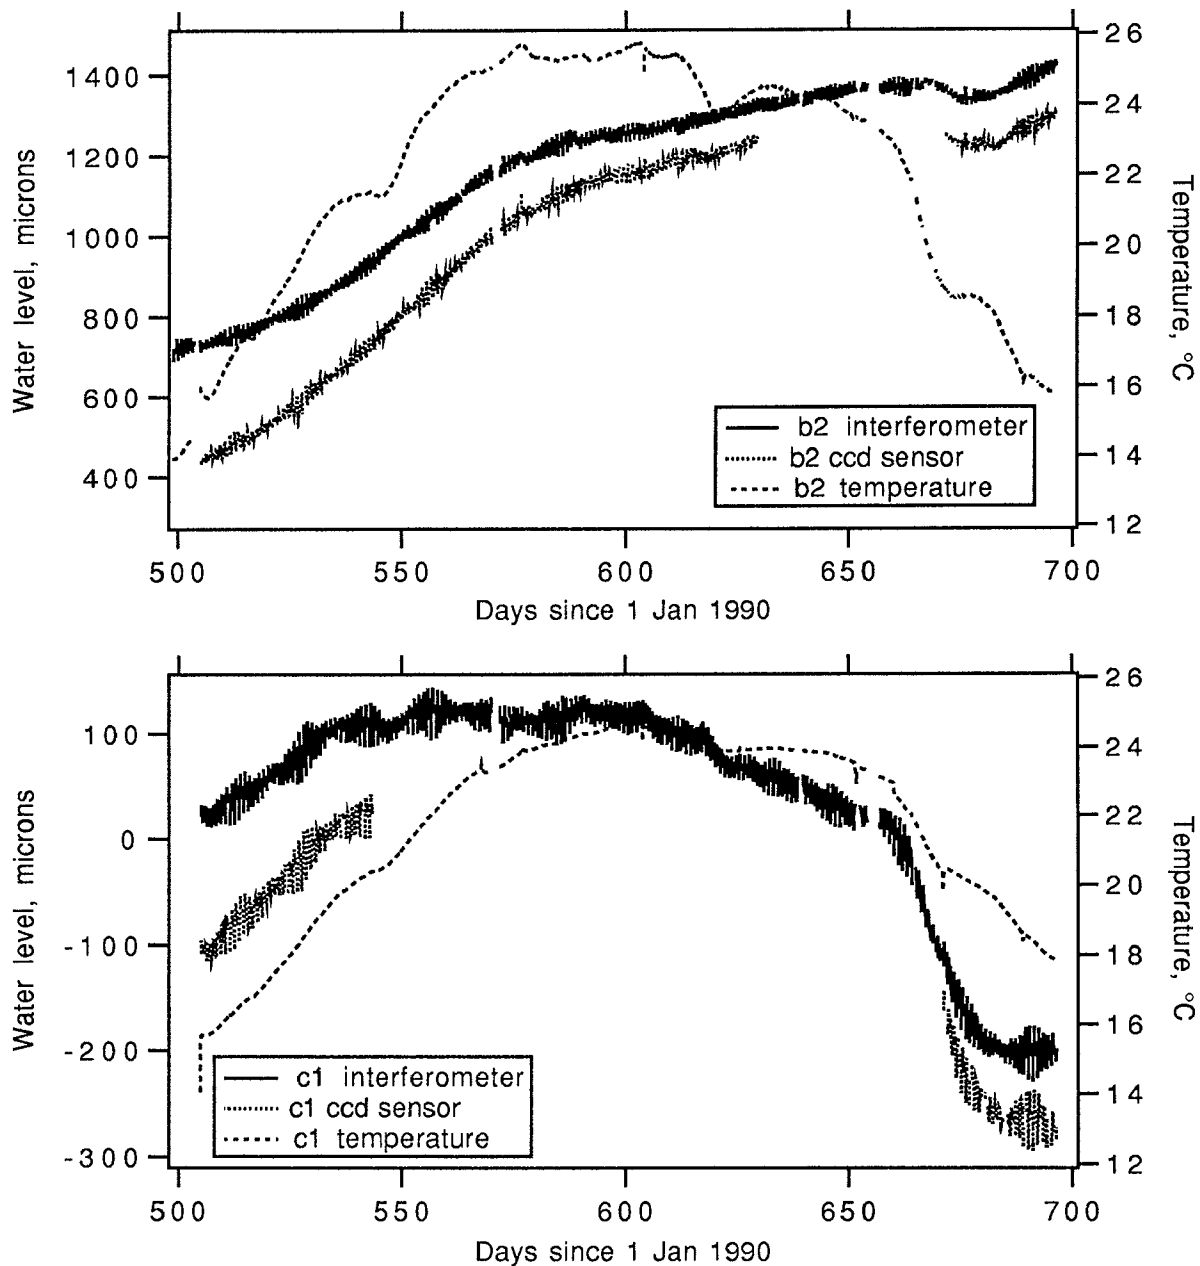 26
1400
24
1200
22
1000
20
800
18
600
16
400
14
12
Water level, microns
Temperature, °C
b2 interferometer
b2 ccd sensor
b2 temperature
500 550 600 650 700
Days since 1 Jan 1990
26
100
24
0
22
20
-100
18
-200
16
14
-300
12
Water level, microns
Temperature, °C
c1 interferometer
c1 ccd sensor
c1 temperature
500 550 600 650 700
Days since 1 Jan 1990